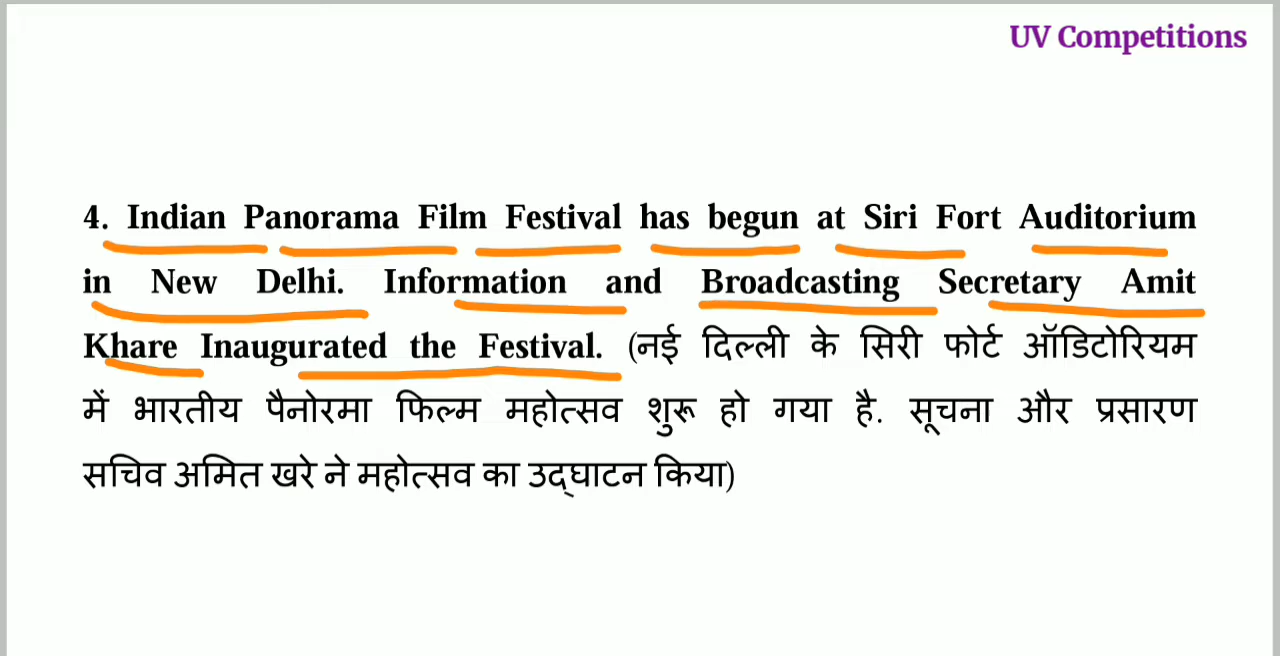 UV Competitions
4. Indian Panorama Film Festival has begun at Siri Fort Auditorium
in New Delhi. Information and Broadcasting Secretary Amit
Khare Inaugurated the Festival. (नई दिल्ली के सिरी फोर्ट ऑडिटोरियम
में भारतीय पैनोरमा फिल्म महोत्सव शुरू हो गया है. सूचना और प्रसारण
सचिव अमित खरे ने महोत्सव का उद्घाटन किया)